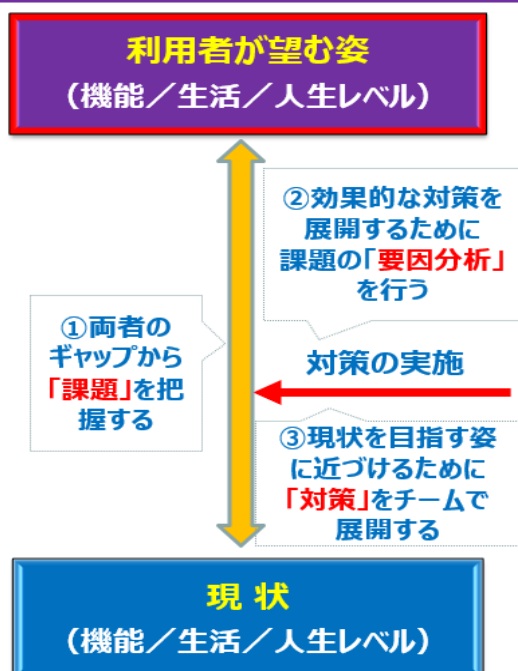 利用者が望む姿
（機能／生活／人生レベル）
②効果的な対策を
展開するために
課題の「要因分析」
を行う
①両者の
ギャップから
「課題」を把
握する
対策の実施
③現状を目指す姿
に近づけるために
「対策」をチームで
展開する
現 状
（機能／生活／人生レベル）